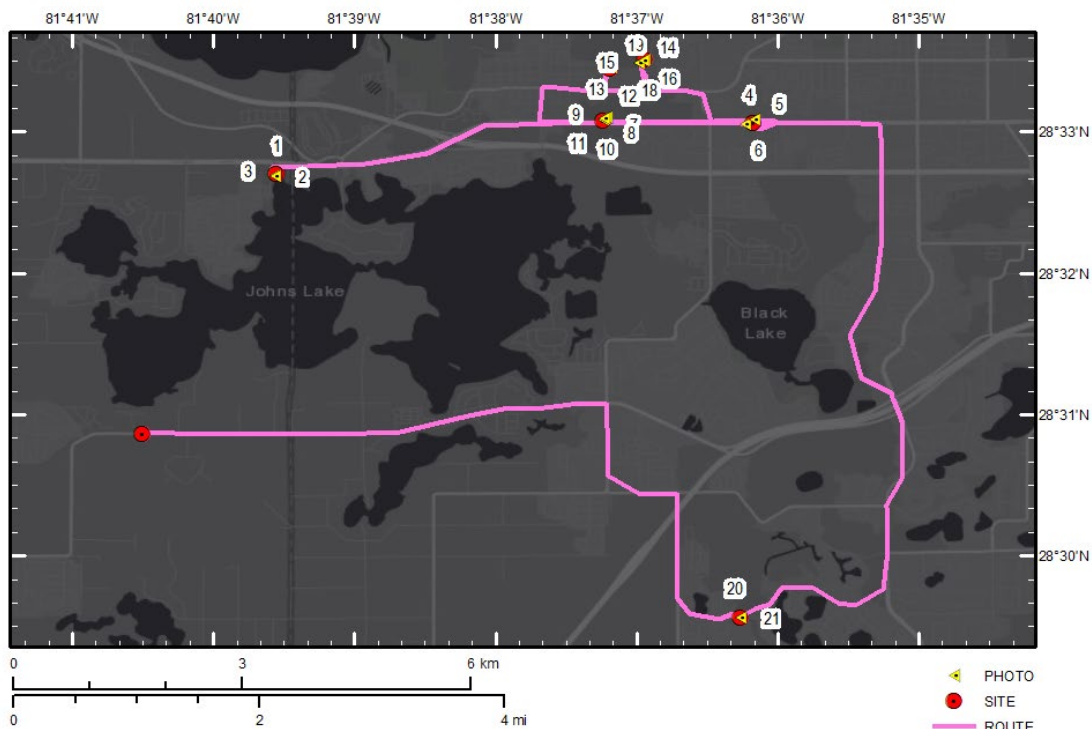 81°41'W 81°40'W 81°39'W 81°38'W 81°37'W 81°36'W 81°35'W
19 14
15 16
13 12 18
4 5
9 7
8
28°33'N
1 11 10 6
3 2
28°32'N
Johns Lake
Black
Lake
28°31'N
28°30'N
20
21
0 3 6 km
0 2 4 mi
PHOTO
SITE
ROUTE